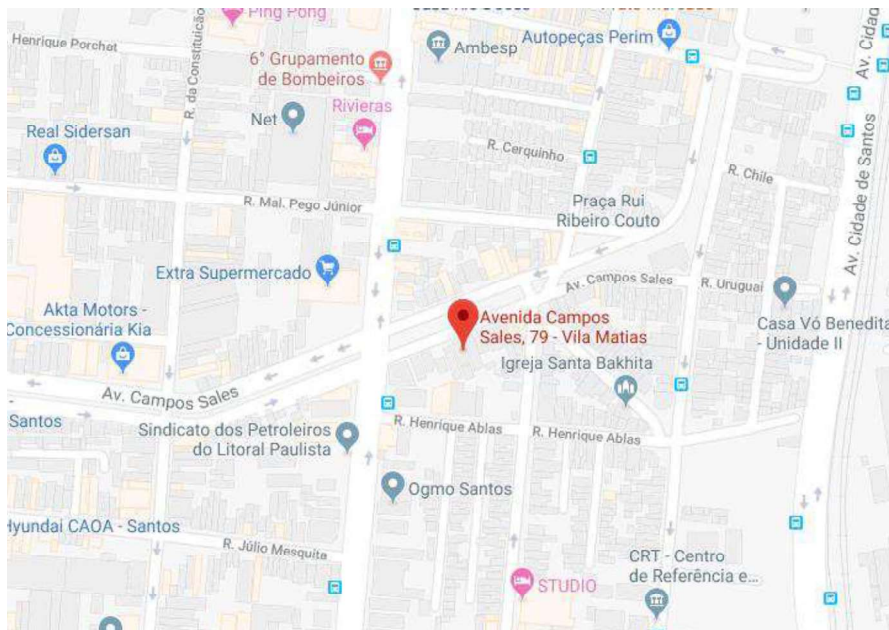 Ping Pong
Henrique Porchat
R. da Constituição
6° Grupamento
de Bombeiros
Ambesp
Autopeças Perim
Av. Cidade
Net
Rivieras
Real Sidersan
R. Cerquinho
R. Chile
R. Mal. Pego Júnior
Praça Rui
Ribeiro Couto
Av. Cidade de Santos
Extra Supermercado
Av. Campos Sales
R. Uruguai
Akta Motors -
Concessionária Kia
Avenida Campos
Sales, 79 - Vila Matias
Casa Vó Benedita
- Unidade II
Igreja Santa Bakhita
Av. Campos Sales
Santos
Sindicato dos Petroleiros
do Litoral Paulista
R. Henrique Ablas
R. Henrique Ablas
Ogmo Santos
Hyundai CAOA - Santos
R. Júlio Mesquita
CRT - Centro
de Referência e...
STUDIO